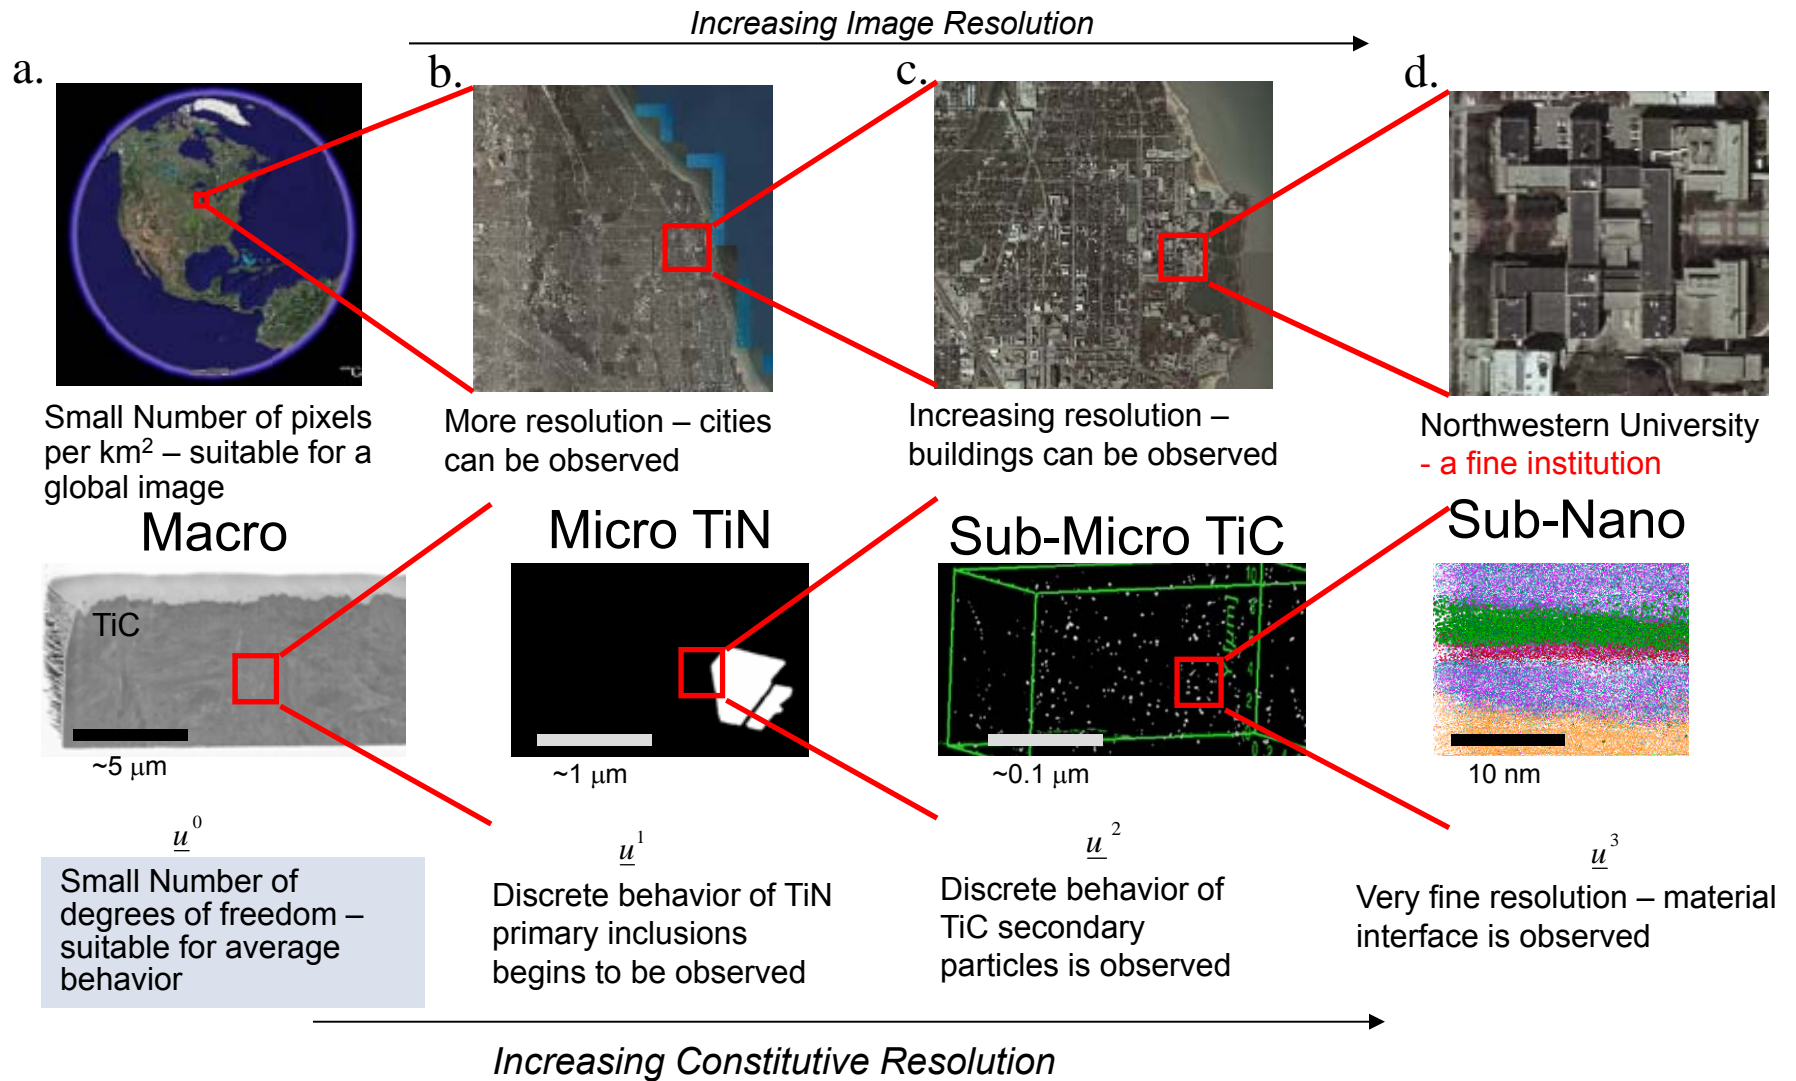 Increasing Image Resolution
a.
b.
c.
d.
Small Number of pixels
per km² – suitable for a
global image
More resolution – cities
can be observed
Increasing resolution –
buildings can be observed
Northwestern University
- a fine institution
Macro
Micro TiN
Sub-Micro TiC
Sub-Nano
TiC
~5 μm
~1 μm
~0.1 μm
10 nm
u⁰
u¹
u²
u³
Small Number of
degrees of freedom –
suitable for average
behavior
Discrete behavior of TiN
primary inclusions
begins to be observed
Discrete behavior of
TiC secondary
particles is observed
Very fine resolution – material
interface is observed
Increasing Constitutive Resolution